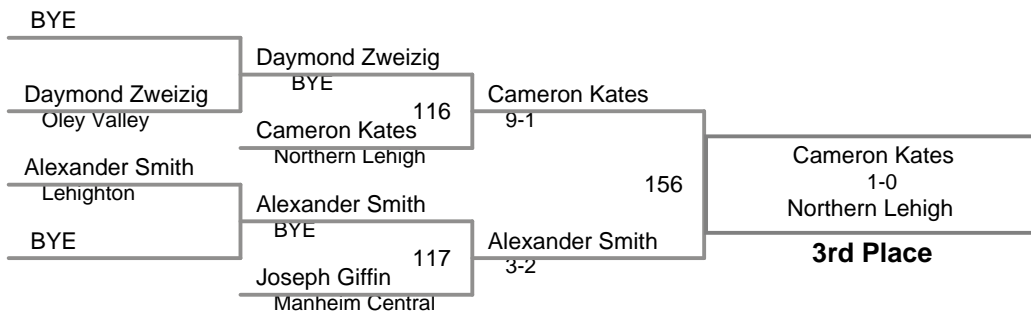 BYE
Daymond Zweizig
Oley Valley
Alexander Smith
Lehighton
BYE
Daymond Zweizig
BYE
116
Cameron Kates
Northern Lehigh
Alexander Smith
BYE
117
Joseph Giffin
Manheim Central
Cameron Kates
9-1
156
Alexander Smith
3-2
Cameron Kates
1-0
Northern Lehigh
3rd Place